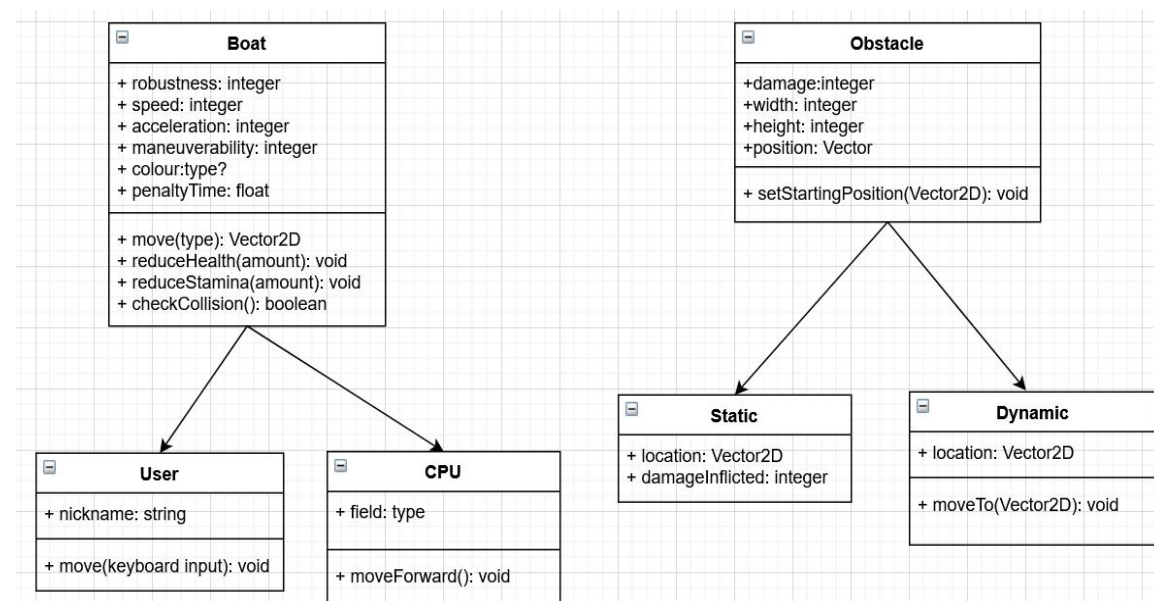 Boat
+ robustness: integer
+ speed: integer
+ acceleration: integer
+ maneuverability: integer
+ colour:type?
+ penaltyTime: float
+ move(type): Vector2D
+ reduceHealth(amount): void
+ reduceStamina(amount): void
+ checkCollision(): boolean
Obstacle
+damage:integer
+width: integer
+height: integer
+position: Vector
+ setStartingPosition(Vector2D): void
User
+ nickname: string
+ move(keyboard input): void
CPU
+ field: type
+ moveForward(): void
Static
+ location: Vector2D
+ damageInflicted: integer
Dynamic
+ location: Vector2D
+ moveTo(Vector2D): void